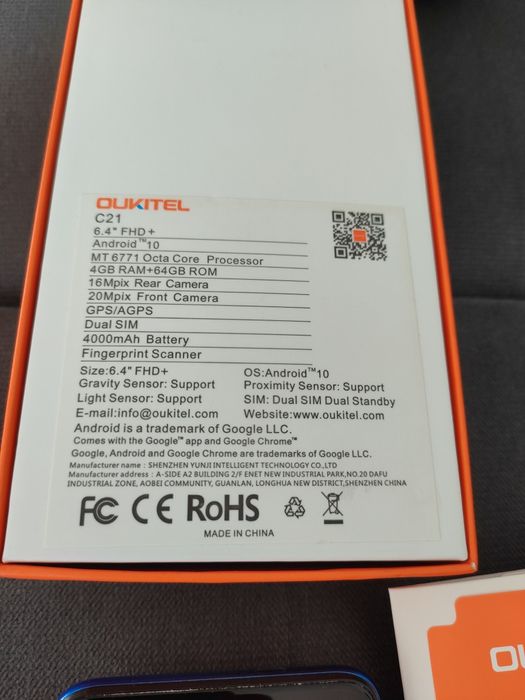 OUKITEL
C21
6.4" FHD+
Android™10
MT 6771 Octa Core Processor
4GB RAM+64GB ROM
16Mpix Rear Camera
20Mpix Front Camera
GPS/AGPS
Dual SIM
4000mAh Battery
Fingerprint Scanner
Size:6.4" FHD+ OS:Android™10
Gravity Sensor: Support Proximity Sensor: Support
Light Sensor: Support SIM: Dual SIM Dual Standby
E-mail:info@oukitel.com Website:www.oukitel.com
Android is a trademark of Google LLC.
Comes with the Google™ app and Google Chrome™
Google, Android and Google Chrome are trademarks of Google LLC.
Manufacturer name : SHENZHEN YUNJI INTELLIGENT TECHNOLOGY CO.,LTD
Manufacturer address : A-SIDE A2 BUILDING 2/F ENET NEW INDUSTRIAL PARK,NO.20 DAFU
INDUSTRIAL ZONE, AOBEI COMMUNITY, GUANLAN, LONGHUA NEW DISTRICT,SHENZHEN CHINA
FC CE RoHS
MADE IN CHINA
OU